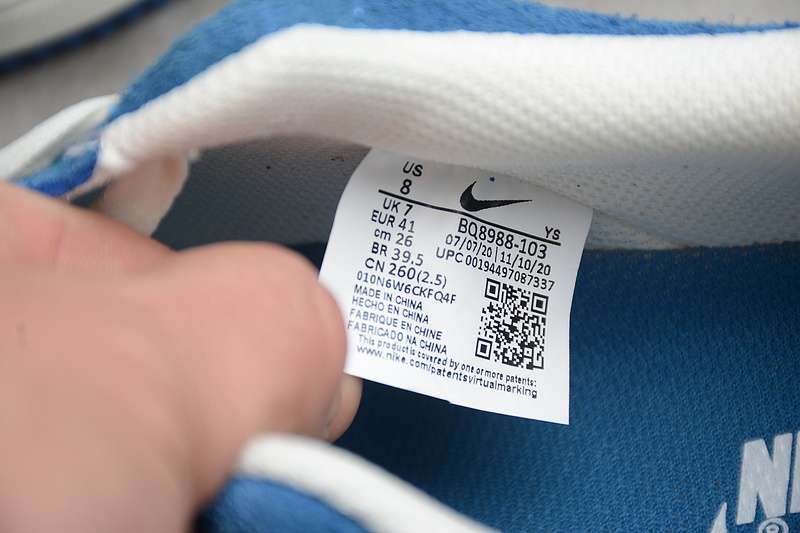 US
8
UK 7
EUR 41
cm 26
BR 39.5
CN 260(2.5)
010N6W6CKFQ4F
MADE IN CHINA
HECHO EN CHINA
FABRIQUE EN CHINE
FABRICADO NA CHINA
This product is covered by one or more patents:
www.nike.com/patentsvirtualmarking
YS
BQ8988-103
07/07/20 | 11/10/20
UPC 00194497087337